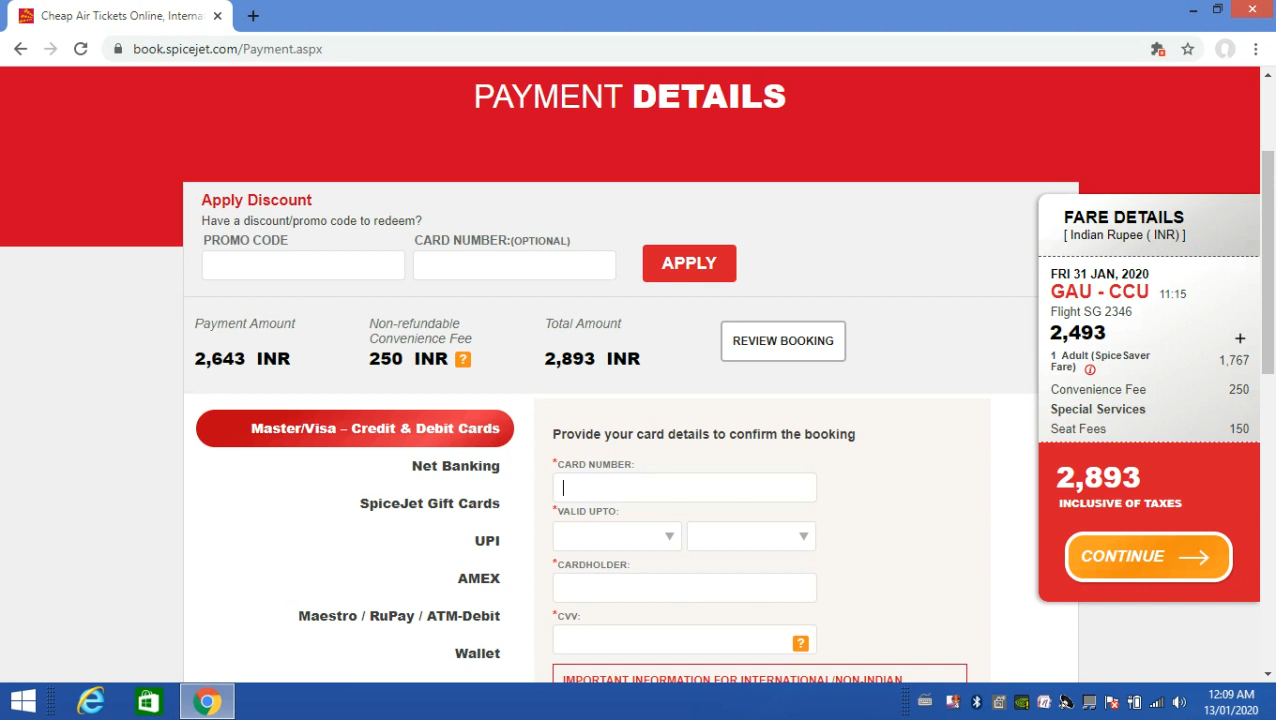 Cheap Air Tickets Online, Interna
book.spicejet.com/Payment.aspx
PAYMENT DETAILS
Apply Discount
Have a discount/promo code to redeem?
PROMO CODE
CARD NUMBER:(OPTIONAL)
APPLY
Payment Amount
2,643 INR
Non-refundable
Convenience Fee
250 INR ?
Total Amount
2,893 INR
REVIEW BOOKING
Master/Visa – Credit & Debit Cards
Net Banking
SpiceJet Gift Cards
UPI
AMEX
Maestro / RuPay / ATM-Debit
Wallet
Provide your card details to confirm the booking
*CARD NUMBER:
*VALID UPTO:
*CARDHOLDER:
*CVV:
?
IMPORTANT INFORMATION FOR INTERNATIONAL/NON-INDIAN
FARE DETAILS
[ Indian Rupee ( INR) ]
FRI 31 JAN, 2020
GAU - CCU 11:15
Flight SG 2346
2,493 +
1 Adult (SpiceSaver
Fare) i 1,767
Convenience Fee 250
Special Services
Seat Fees 150
2,893
INCLUSIVE OF TAXES
CONTINUE
12:09 AM
13/01/2020